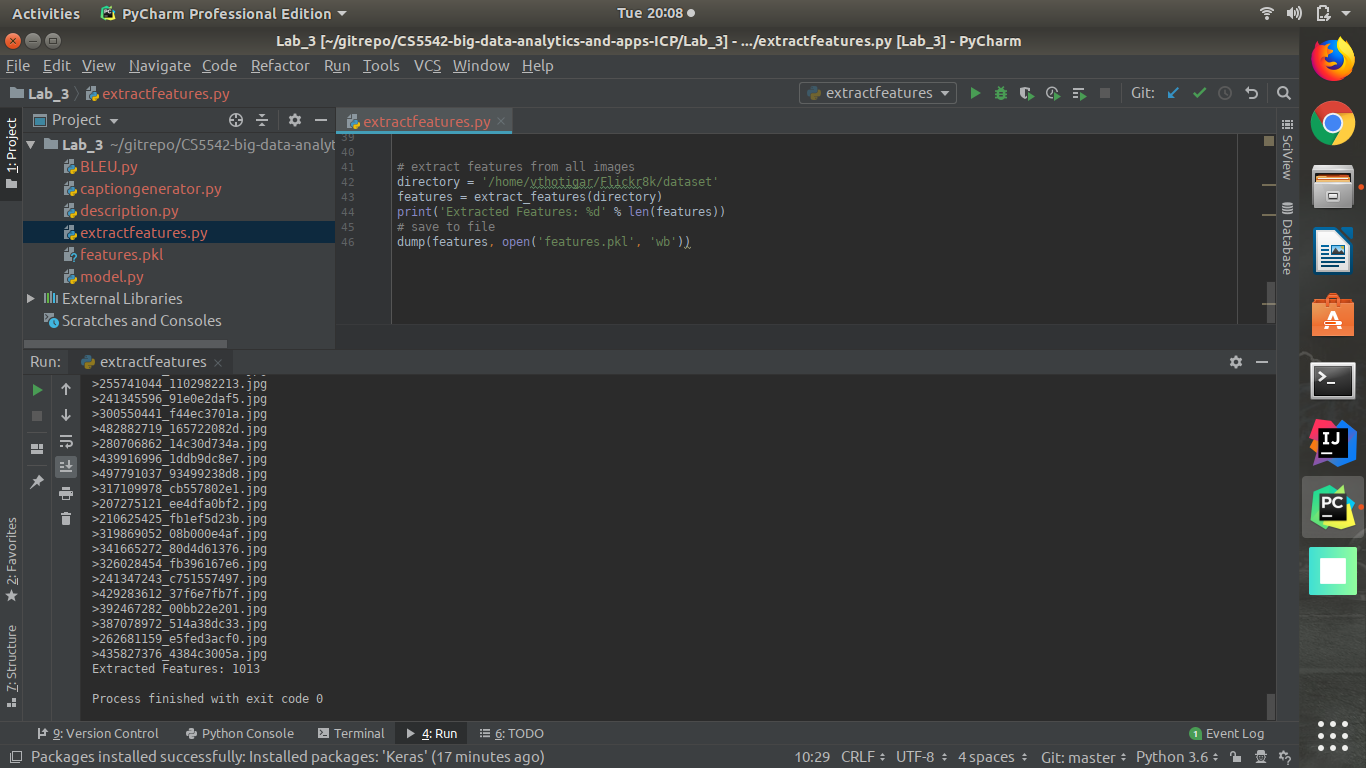 Activities PyCharm Professional Edition Tue 20:08
Lab_3 [~/gitrepo/CS5542-big-data-analytics-and-apps-ICP/Lab_3] - .../extractfeatures.py [Lab_3] - PyCharm
File Edit View Navigate Code Refactor Run Tools VCS Window Help
Lab_3 extractfeatures.py extractfeatures Git:
1: Project
Project
extractfeatures.py
Lab_3 ~/gitrepo/CS5542-big-data-analyt
BLEU.py
captiongenerator.py
description.py
extractfeatures.py
features.pkl
model.py
External Libraries
Scratches and Consoles
39
40
41 # extract features from all images
42 directory = '/home/vthotigar/Flickr8k/dataset'
43 features = extract_features(directory)
44 print('Extracted Features: %d' % len(features))
45 # save to file
46 dump(features, open('features.pkl', 'wb'))
SciView
Database
Run: extractfeatures
>255741044_1102982213.jpg
>241345596_91e0e2daf5.jpg
>300550441_f44ec3701a.jpg
>482882719_165722082d.jpg
>280706862_14c30d734a.jpg
>439916996_1ddb9dc8e7.jpg
>497791037_93499238d8.jpg
>317109978_cb557802e1.jpg
>207275121_ee4dfa0bf2.jpg
>210625425_fb1ef5d23b.jpg
>319869052_08b000e4af.jpg
>341665272_80d4d61376.jpg
>326028454_fb396167e6.jpg
>241347243_c751557497.jpg
>429283612_37f6e7fb7f.jpg
>392467282_00bb22e201.jpg
>387078972_514a38dc33.jpg
>262681159_e5fed3acf0.jpg
>435827376_4384c3005a.jpg
Extracted Features: 1013
Process finished with exit code 0
2: Favorites
7: Structure
9: Version Control Python Console Terminal 4: Run 6: TODO 1 Event Log
Packages installed successfully: Installed packages: 'Keras' (17 minutes ago) 10:29 CRLF UTF-8 4 spaces Git: master Python 3.6
IJ
PC